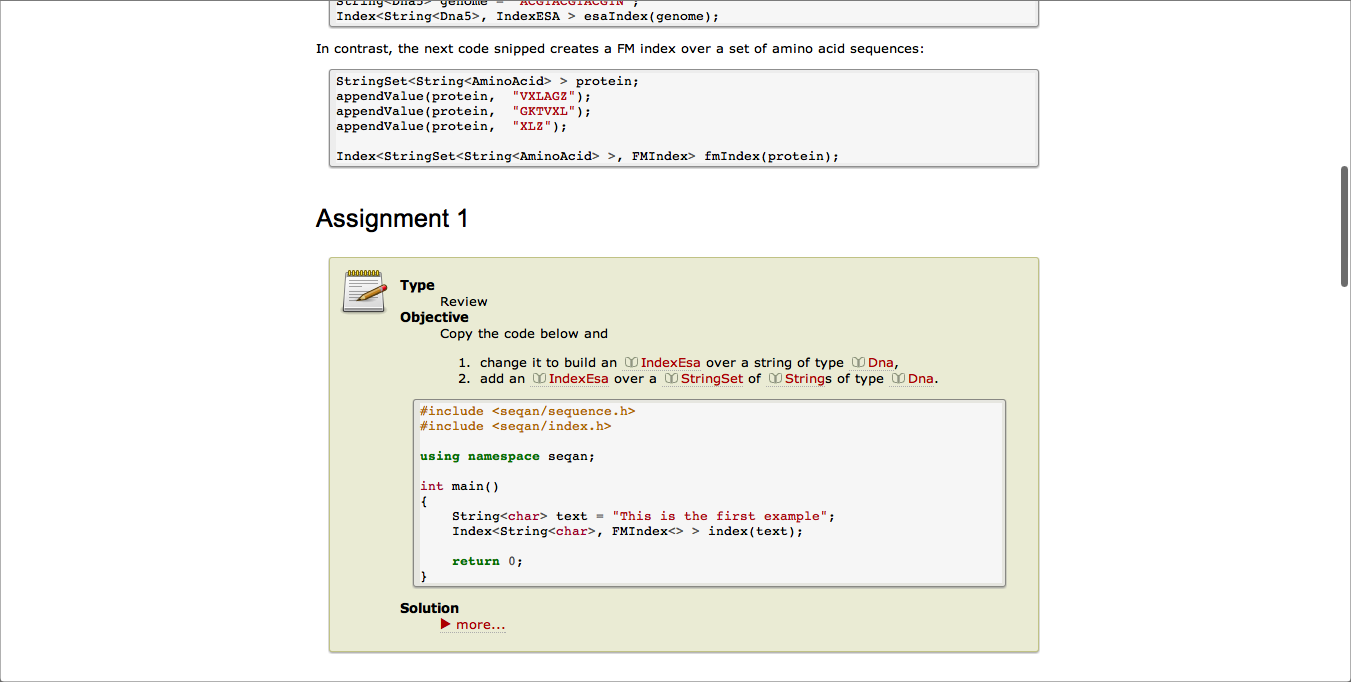 String<Dna5> genome = "ACGTACGTACGTN";
Index<String<Dna5>, IndexESA > esaIndex(genome);
In contrast, the next code snipped creates a FM index over a set of amino acid sequences:
StringSet<String<AminoAcid> > protein;
appendValue(protein,  "VXLAGZ");
appendValue(protein,  "GKTVXL");
appendValue(protein,  "XLZ");
Index<StringSet<String<AminoAcid> >, FMIndex> fmIndex(protein);
Assignment 1
Type
Review
Objective
Copy the code below and
1. change it to build an IndexEsa over a string of type Dna,
2. add an IndexEsa over a StringSet of Strings of type Dna.
#include <seqan/sequence.h>
#include <seqan/index.h>
using namespace seqan;
int main()
{
    String<char> text = "This is the first example";
    Index<String<char>, FMIndex<> > index(text);
    return 0;
}
Solution
more...